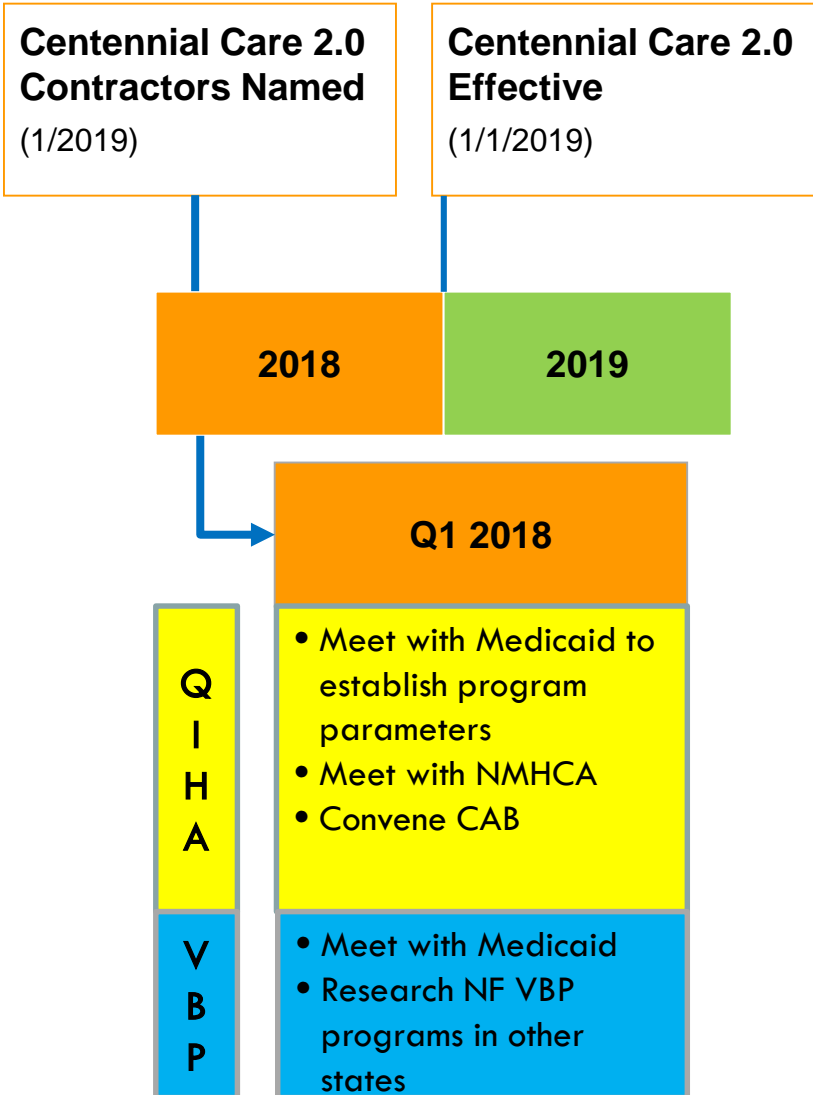 Centennial Care 2.0
Contractors Named
(1/2019)
Centennial Care 2.0
Effective
(1/1/2019)
2018
2019
Q1 2018
Q
I
H
A
• Meet with Medicaid to
establish program
parameters
• Meet with NMHCA
• Convene CAB
V
B
P
• Meet with Medicaid
• Research NF VBP
programs in other
states